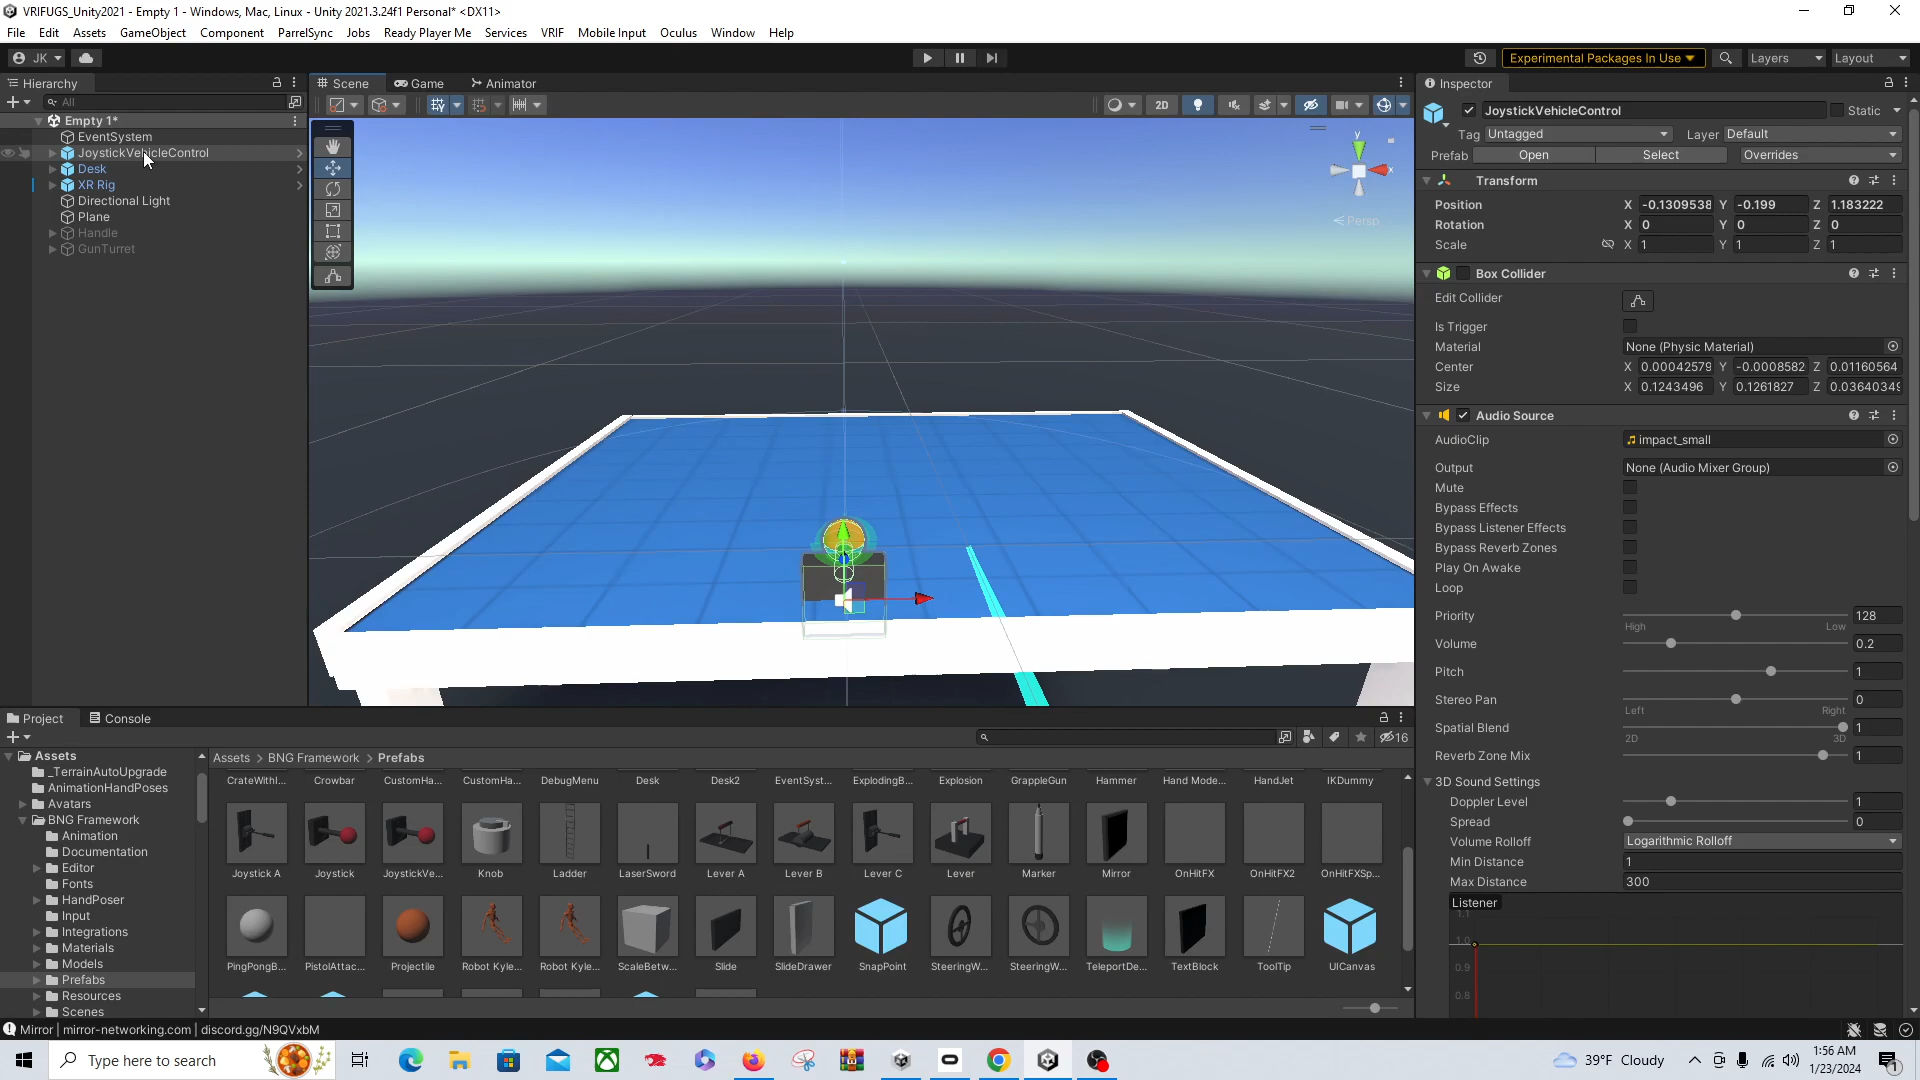 VRIFUGS_Unity2021 - Empty 1 - Windows, Mac, Linux - Unity 2021.3.24f1 Personal* <DX11>
File Edit Assets GameObject Component ParrelSync Jobs Ready Player Me Services VRIF Mobile Input Oculus Window Help
JK Experimental Packages In Use Layers Layout
Hierarchy
All
Empty 1*
EventSystem
JoystickVehicleControl
Desk
XR Rig
Directional Light
Plane
Handle
GunTurret
Scene Game Animator
2D
y
x
Persp
Inspector
JoystickVehicleControl Static
Tag Untagged Layer Default
Prefab Open Select Overrides
Transform
Position X -0.1309538 Y -0.199 Z 1.183222
Rotation X 0 Y 0 Z 0
Scale X 1 Y 1 Z 1
Box Collider
Edit Collider
Is Trigger
Material None (Physic Material)
Center X 0.00042579 Y -0.0008582 Z 0.01160564
Size X 0.1243496 Y 0.1261827 Z 0.03640349
Audio Source
AudioClip impact_small
Output None (Audio Mixer Group)
Mute
Bypass Effects
Bypass Listener Effects
Bypass Reverb Zones
Play On Awake
Loop
Priority 128
High Low
Volume 0.2
Pitch 1
Stereo Pan 0
Left Right
Spatial Blend 1
2D 3D
Reverb Zone Mix 1
3D Sound Settings
Doppler Level 1
Spread 0
Volume Rolloff Logarithmic Rolloff
Min Distance 1
Max Distance 300
Listener
1.1
1.0
0.9
0.8
Project Console
16
Assets
_TerrainAutoUpgrade
AnimationHandPoses
Avatars
BNG Framework
Animation
Documentation
Editor
Fonts
HandPoser
Input
Integrations
Materials
Models
Prefabs
Resources
Scenes
Assets > BNG Framework > Prefabs
CrateWithI... Crowbar CustomHa... CustomHa... DebugMenu Desk Desk2 EventSyst... ExplodingB... Explosion GrappleGun Hammer Hand Mode... HandJet IKDummy
Joystick A Joystick JoystickVe... Knob Ladder LaserSword Lever A Lever B Lever C Lever Marker Mirror OnHitFX OnHitFX2 OnHitFXSp...
PingPongB... PistolAttac... Projectile Robot Kyle... Robot Kyle... ScaleBetw... Slide SlideDrawer SnapPoint SteeringW... SteeringW... TeleportDe... TextBlock ToolTip UICanvas
Mirror | mirror-networking.com | discord.gg/N9QVxbM
Type here to search
39°F Cloudy
1:56 AM
1/23/2024
1